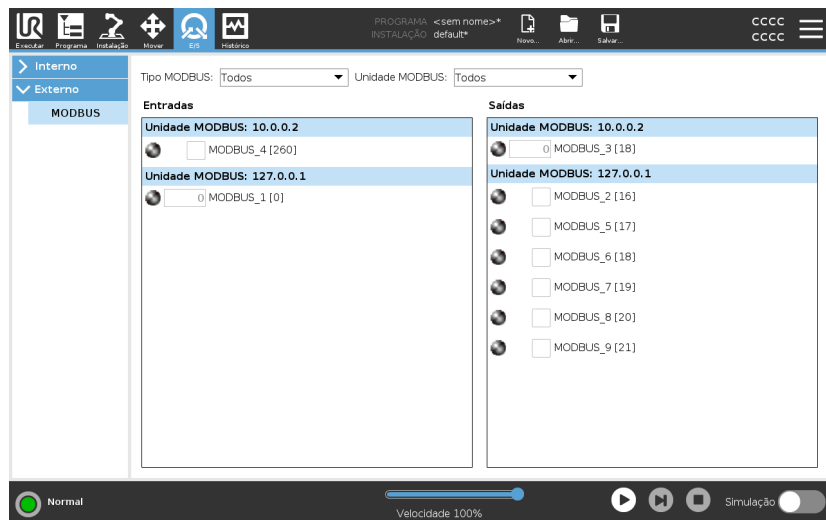 UR
PROGRAMA <sem nome>*
INSTALAÇÃO default*
CCCC
CCCC
Executar Programa Instalação Mover E/S Histórico Novo... Abrir... Salvar...
Interno
Externo
MODBUS
Tipo MODBUS: Todos Unidade MODBUS: Todos
Entradas
Unidade MODBUS: 10.0.0.2
MODBUS_4 [260]
Unidade MODBUS: 127.0.0.1
0 MODBUS_1 [0]
Saídas
Unidade MODBUS: 10.0.0.2
0 MODBUS_3 [18]
Unidade MODBUS: 127.0.0.1
MODBUS_2 [16]
MODBUS_5 [17]
MODBUS_6 [18]
MODBUS_7 [19]
MODBUS_8 [20]
MODBUS_9 [21]
Normal
Velocidade 100%
Simulação